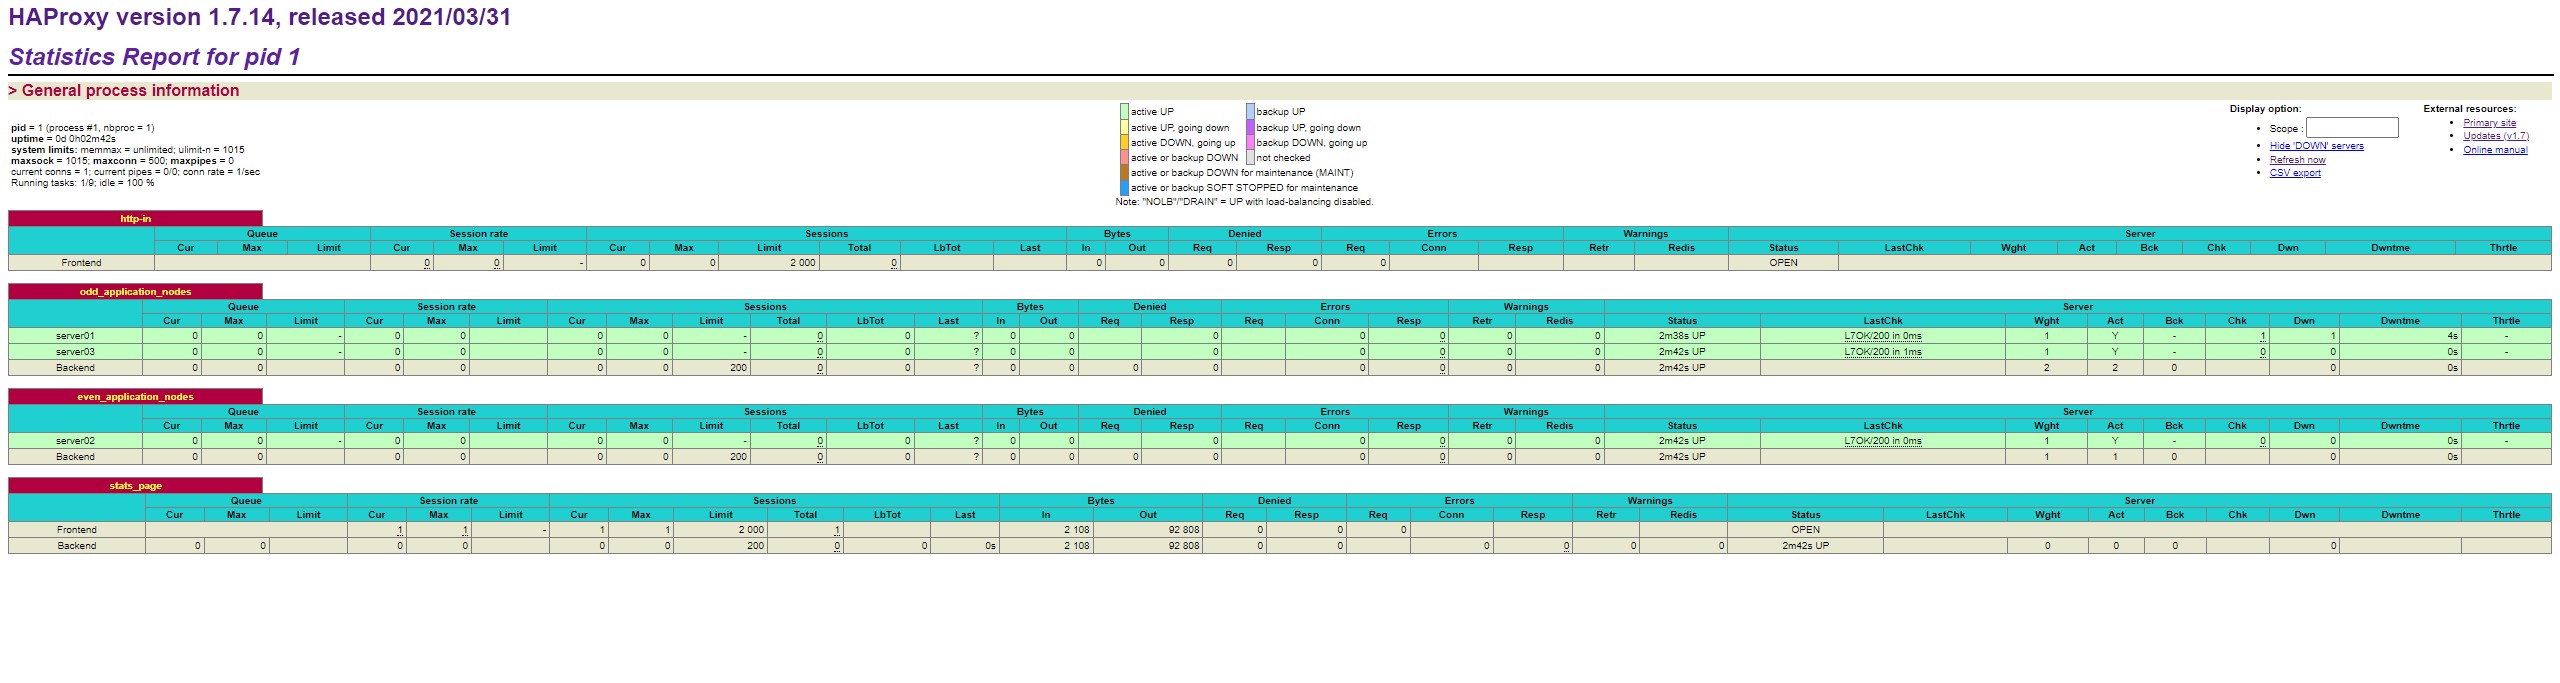 HAProxy version 1.7.14, released 2021/03/31
Statistics Report for pid 1
> General process information
pid = 1 (process #1, nbproc = 1)
uptime = 0d 0h02m42s
system limits: memmax = unlimited; ulimit-n = 1015
maxsock = 1015; maxconn = 500; maxpipes = 0
current conns = 1; current pipes = 0/0; conn rate = 1/sec
Running tasks: 1/9; idle = 100 %
active UP backup UP
active UP, going down backup UP, going down
active DOWN, going up backup DOWN, going up
active or backup DOWN not checked
active or backup DOWN for maintenance (MAINT)
active or backup SOFT STOPPED for maintenance
Note: "NOLB"/"DRAIN" = UP with load-balancing disabled.
Display option:
• Scope :
• Hide 'DOWN' servers
• Refresh now
• CSV export
External resources:
• Primary site
• Updates (v1.7)
• Online manual
http-in
Queue Session rate Sessions Bytes Denied Errors Warnings Server
Cur Max Limit Cur Max Limit Cur Max Limit Total LbTot Last In Out Req Resp Req Conn Resp Retr Redis Status LastChk Wght Act Bck Chk Dwn Dwntme Thrtle
Frontend 0 0 - 0 0 2 000 0 0 0 0 0 0 OPEN
odd_application_nodes
Queue Session rate Sessions Bytes Denied Errors Warnings Server
Cur Max Limit Cur Max Limit Cur Max Limit Total LbTot Last In Out Req Resp Req Conn Resp Retr Redis Status LastChk Wght Act Bck Chk Dwn Dwntme Thrtle
server01 0 0 - 0 0 0 0 - 0 0 ? 0 0 0 0 0 0 0 2m38s UP L7OK/200 in 0ms 1 Y - 1 1 4s -
server03 0 0 - 0 0 0 0 - 0 0 ? 0 0 0 0 0 0 0 2m42s UP L7OK/200 in 1ms 1 Y - 0 0 0s -
Backend 0 0 0 0 0 0 200 0 0 ? 0 0 0 0 0 0 0 0 2m42s UP 2 2 0 0 0s
even_application_nodes
Queue Session rate Sessions Bytes Denied Errors Warnings Server
Cur Max Limit Cur Max Limit Cur Max Limit Total LbTot Last In Out Req Resp Req Conn Resp Retr Redis Status LastChk Wght Act Bck Chk Dwn Dwntme Thrtle
server02 0 0 - 0 0 0 0 - 0 0 ? 0 0 0 0 0 0 0 2m42s UP L7OK/200 in 0ms 1 Y - 0 0 0s -
Backend 0 0 0 0 0 0 200 0 0 ? 0 0 0 0 0 0 0 0 2m42s UP 1 1 0 0 0s
stats_page
Queue Session rate Sessions Bytes Denied Errors Warnings Server
Cur Max Limit Cur Max Limit Cur Max Limit Total LbTot Last In Out Req Resp Req Conn Resp Retr Redis Status LastChk Wght Act Bck Chk Dwn Dwntme Thrtle
Frontend 1 1 - 1 1 2 000 1 2 108 92 808 0 0 0 OPEN
Backend 0 0 0 0 0 0 200 0 0 0s 2 108 92 808 0 0 0 0 0 0 2m42s UP 0 0 0 0